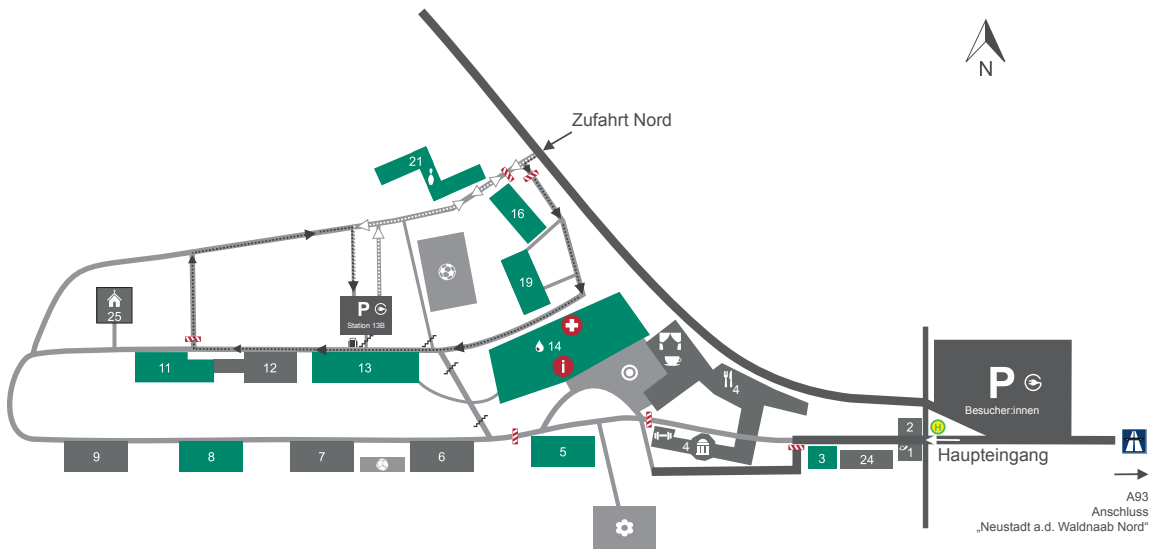 N
Zufahrt Nord
21
16
19
25
P
Station 13B
14
i
11
12
13
4
P
Besucher:innen
2
H
1
Haupteingang
9
8
7
6
5
4
3
24
A93
Anschluss
„Neustadt a.d. Waldnaab Nord"